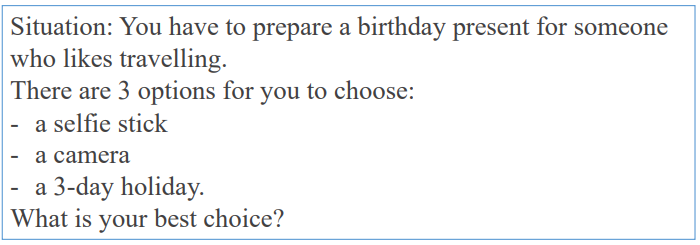 Situation: You have to prepare a birthday present for someone
who likes travelling.
There are 3 options for you to choose:
- a selfie stick
- a camera
- a 3-day holiday.
What is your best choice?